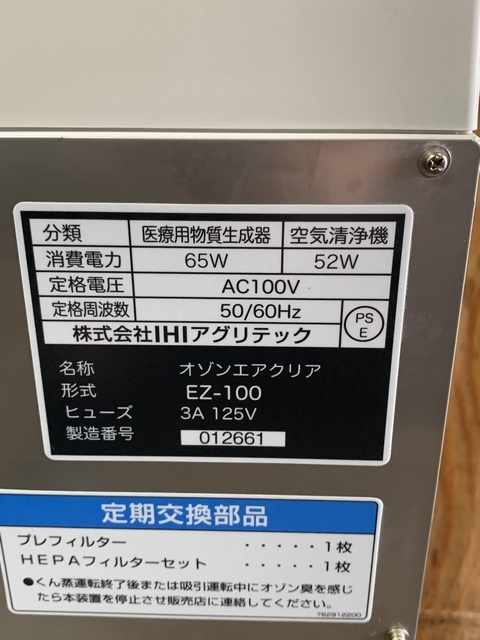 分類 医療用物質生成器 空気清浄機
消費電力 65W 52W
定格電圧 AC100V
定格周波数 50/60Hz
PS
E
株式会社IHIアグリテック
名称 オゾンエアクリア
形式 EZ-100
ヒューズ 3A 125V
製造番号 012661
定期交換部品
プレフィルター ・・・・・1枚
HEPAフィルターセット ・・・・・1枚
●くん蒸運転終了後または吸引運転中にオゾン臭を感じ
たら本装置を停止させ販売店に連絡してください。
762912200